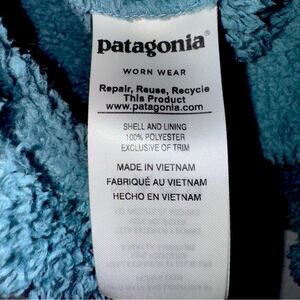 patagonia®
WORN WEAR
Repair, Reuse, Recycle
This Product
www.patagonia.com
SHELL AND LINING
100% POLYESTER
EXCLUSIVE OF TRIM
MADE IN VIETNAM
FABRIQUÉ AU VIETNAM
HECHO EN VIETNAM